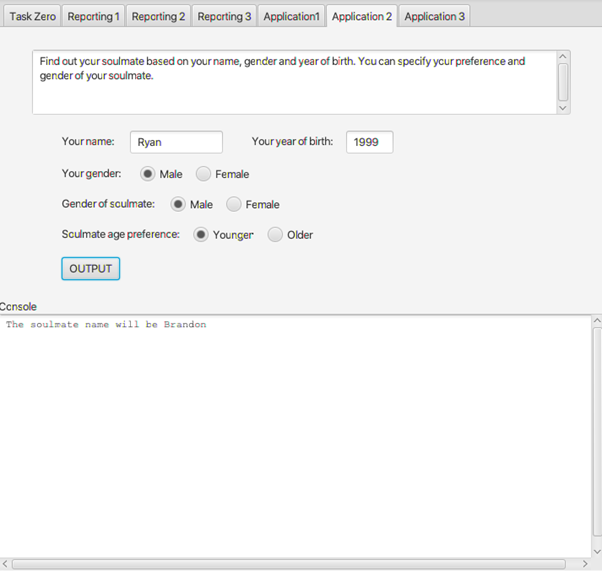 Task Zero Reporting 1 Reporting 2 Reporting 3 Application1 Application 2 Application 3
Find out your soulmate based on your name, gender and year of birth. You can specify your preference and
gender of your soulmate.
Your name: Ryan Your year of birth: 1999
Your gender: Male Female
Gender of soulmate: Male Female
Soulmate age preference: Younger Older
OUTPUT
Console
The soulmate name will be Brandon